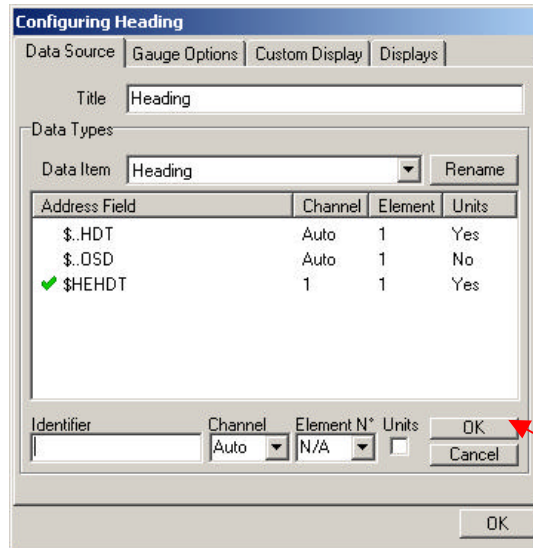 Configuring Heading
Data Source Gauge Options Custom Display Displays
Title Heading
Data Types
Data Item Heading Rename
Address Field Channel Element Units
$..HDT Auto 1 Yes
$..OSD Auto 1 No
$HEHDT 1 1 Yes
Identifier Channel Element N° Units OK
Auto N/A Cancel
OK